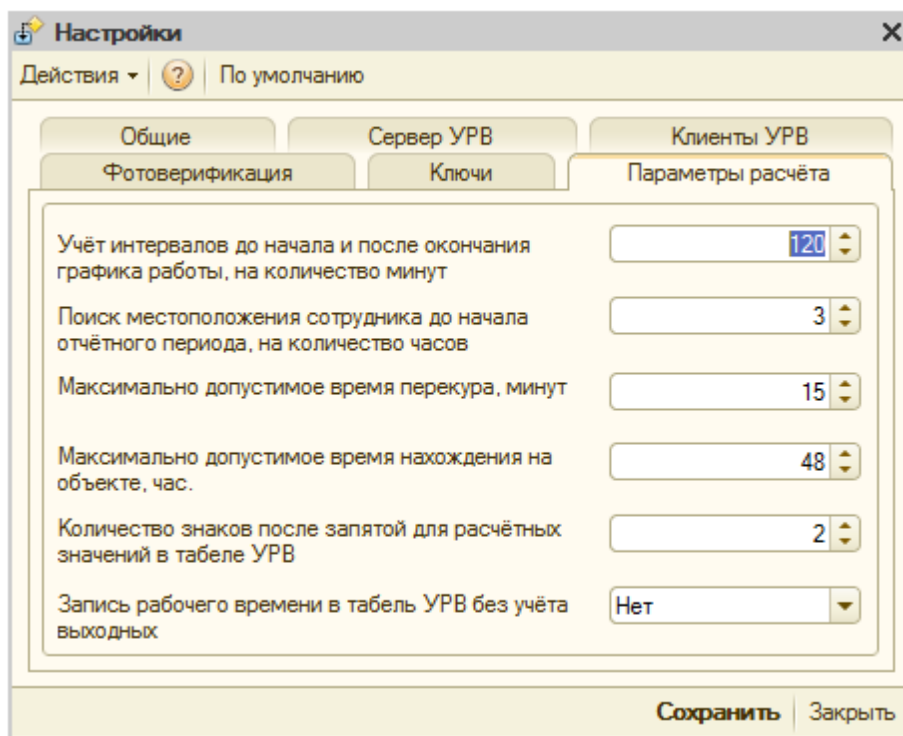 Настройки
Действия По умолчанию
Общие Сервер УРВ Клиенты УРВ
Фотоверификация Ключи Параметры расчёта
Учёт интервалов до начала и после окончания
графика работы, на количество минут
120
Поиск местоположения сотрудника до начала
отчётного периода, на количество часов
3
Максимально допустимое время перекура, минут
15
Максимально допустимое время нахождения на
объекте, час.
48
Количество знаков после запятой для расчётных
значений в табеле УРВ
2
Запись рабочего времени в табель УРВ без учёта
выходных
Нет
Сохранить Закрыть